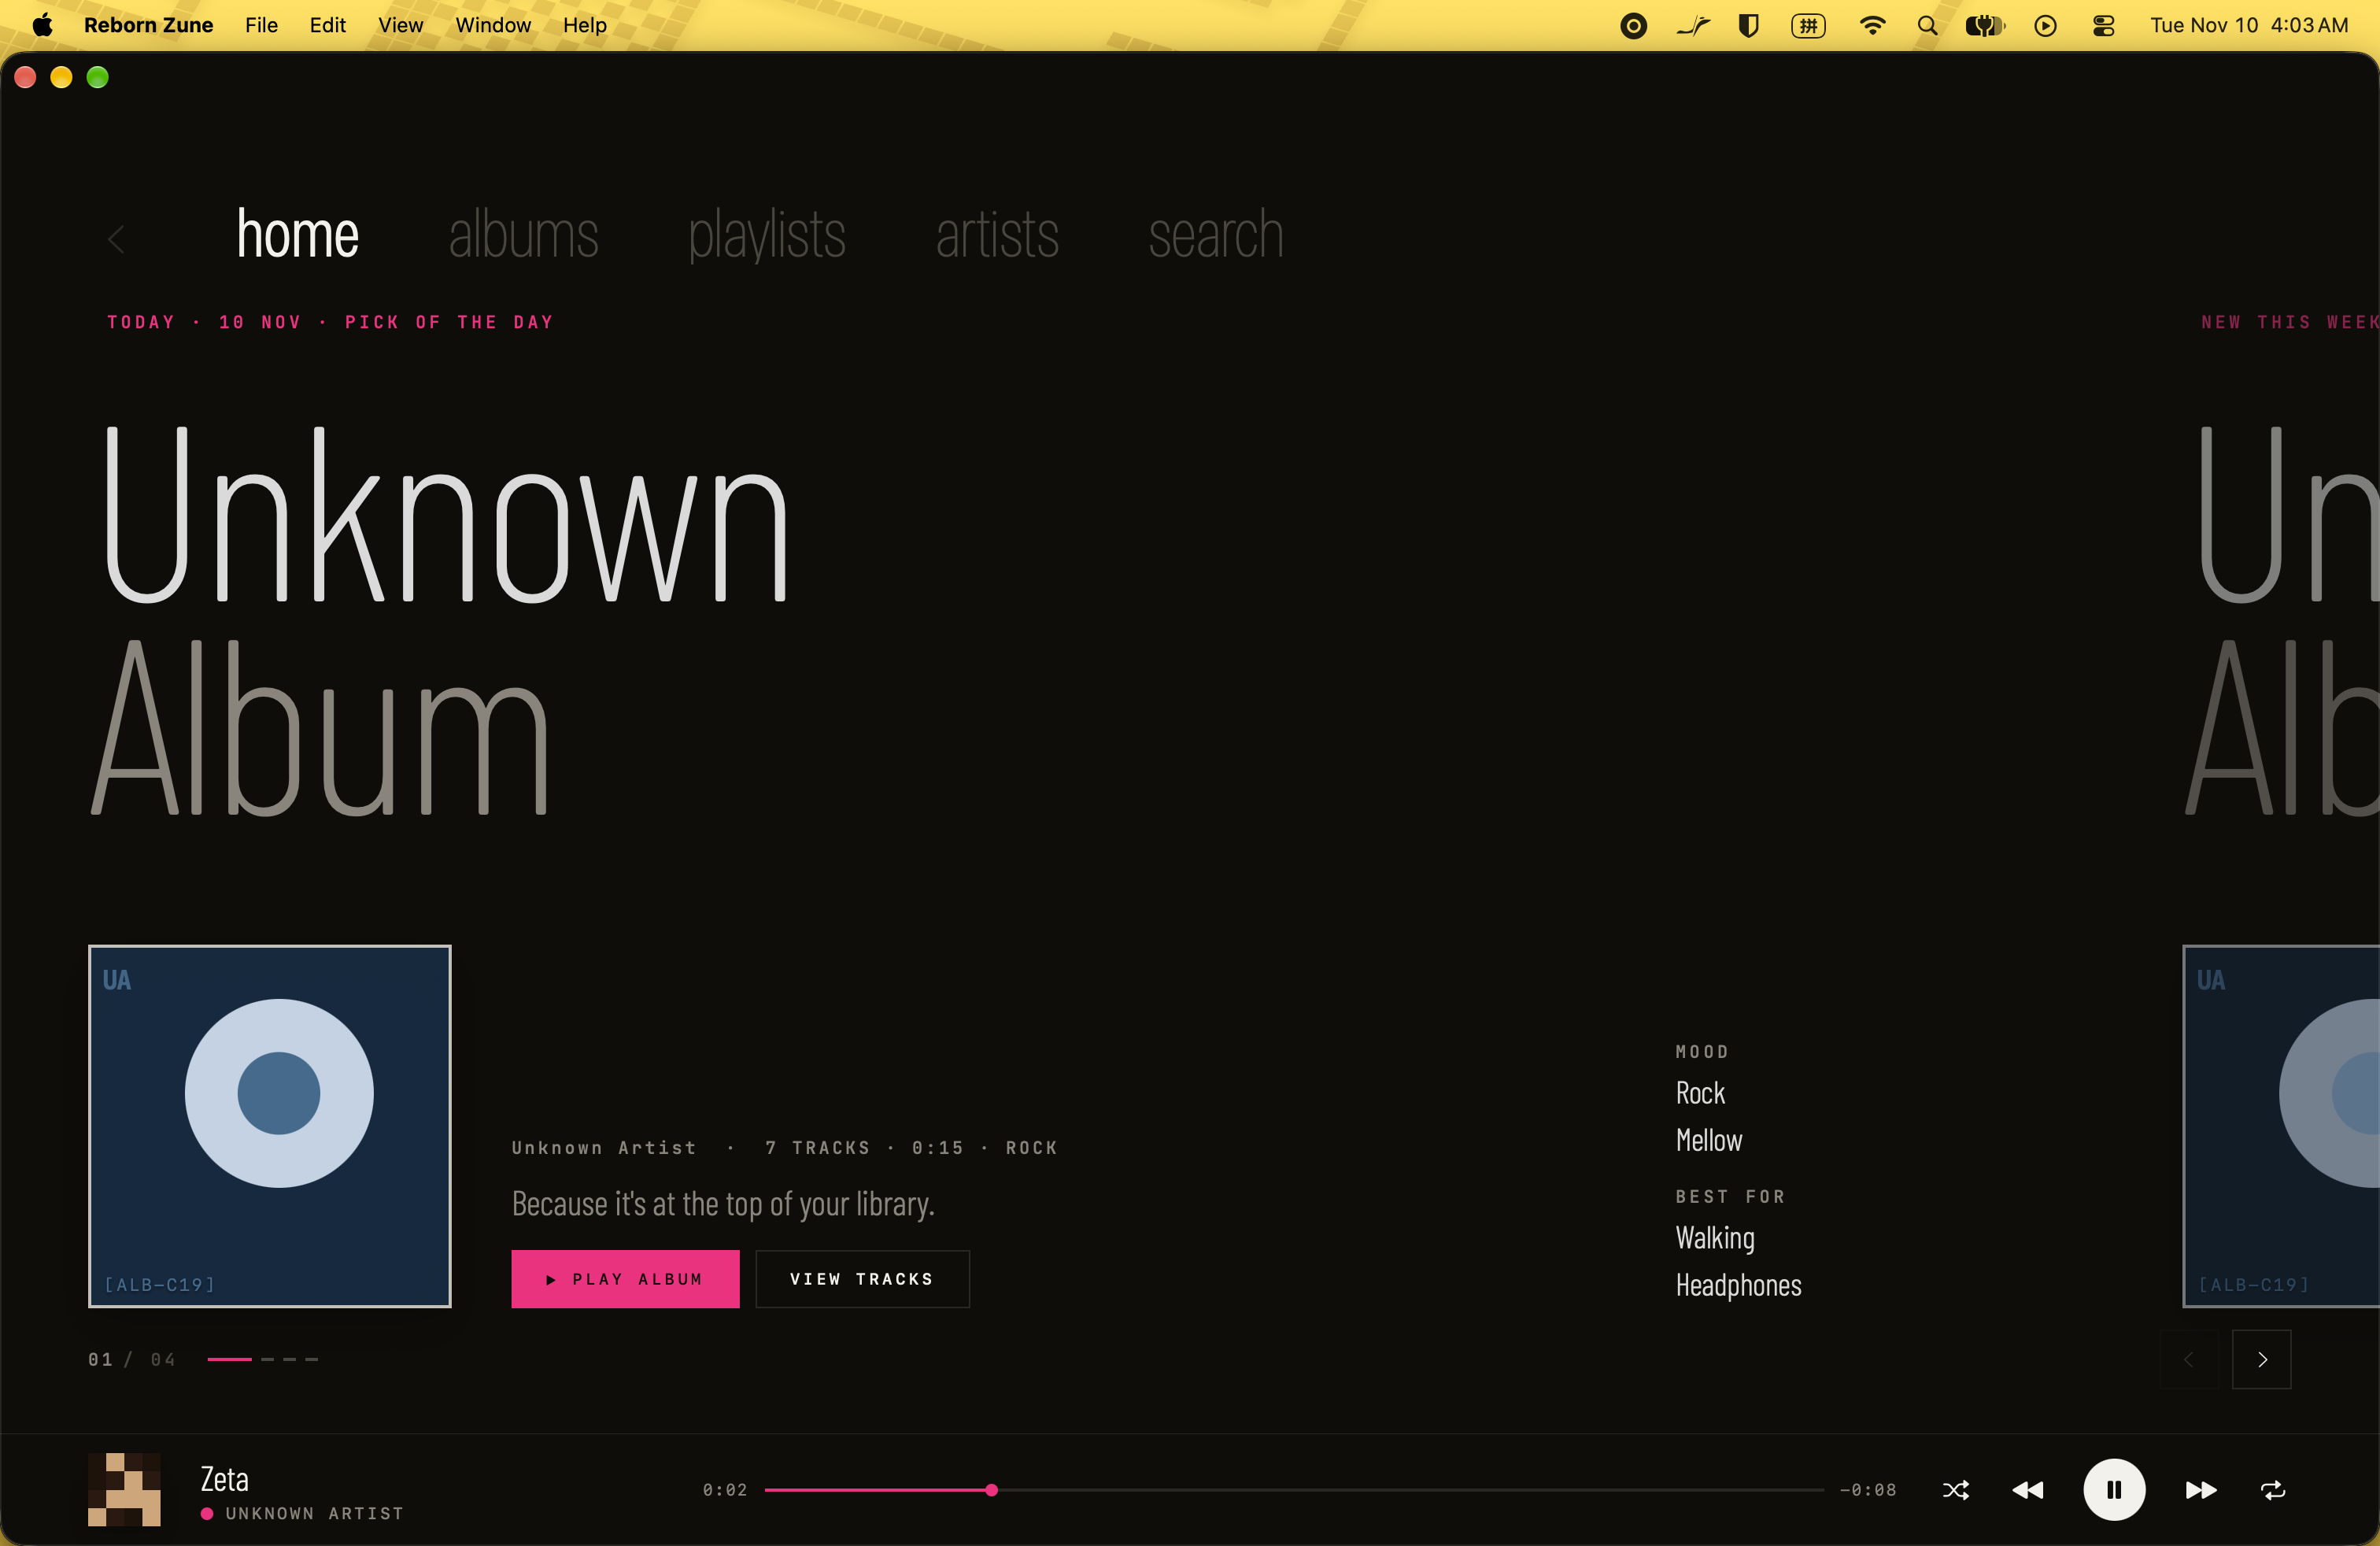 Reborn Zune File Edit View Window Help 拼 Tue Nov 10 4:03 AM
home albums playlists artists search
TODAY · 10 NOV · PICK OF THE DAY
NEW THIS WEEK
Unknown
Album
Un
Alb
UA
[ALB–C19]
Unknown Artist · 7 TRACKS · 0:15 · ROCK
Because it's at the top of your library.
PLAY ALBUM
VIEW TRACKS
MOOD
Rock
Mellow
BEST FOR
Walking
Headphones
UA
[ALB–C19]
01 / 04
Zeta
UNKNOWN ARTIST
0:02
–0:08